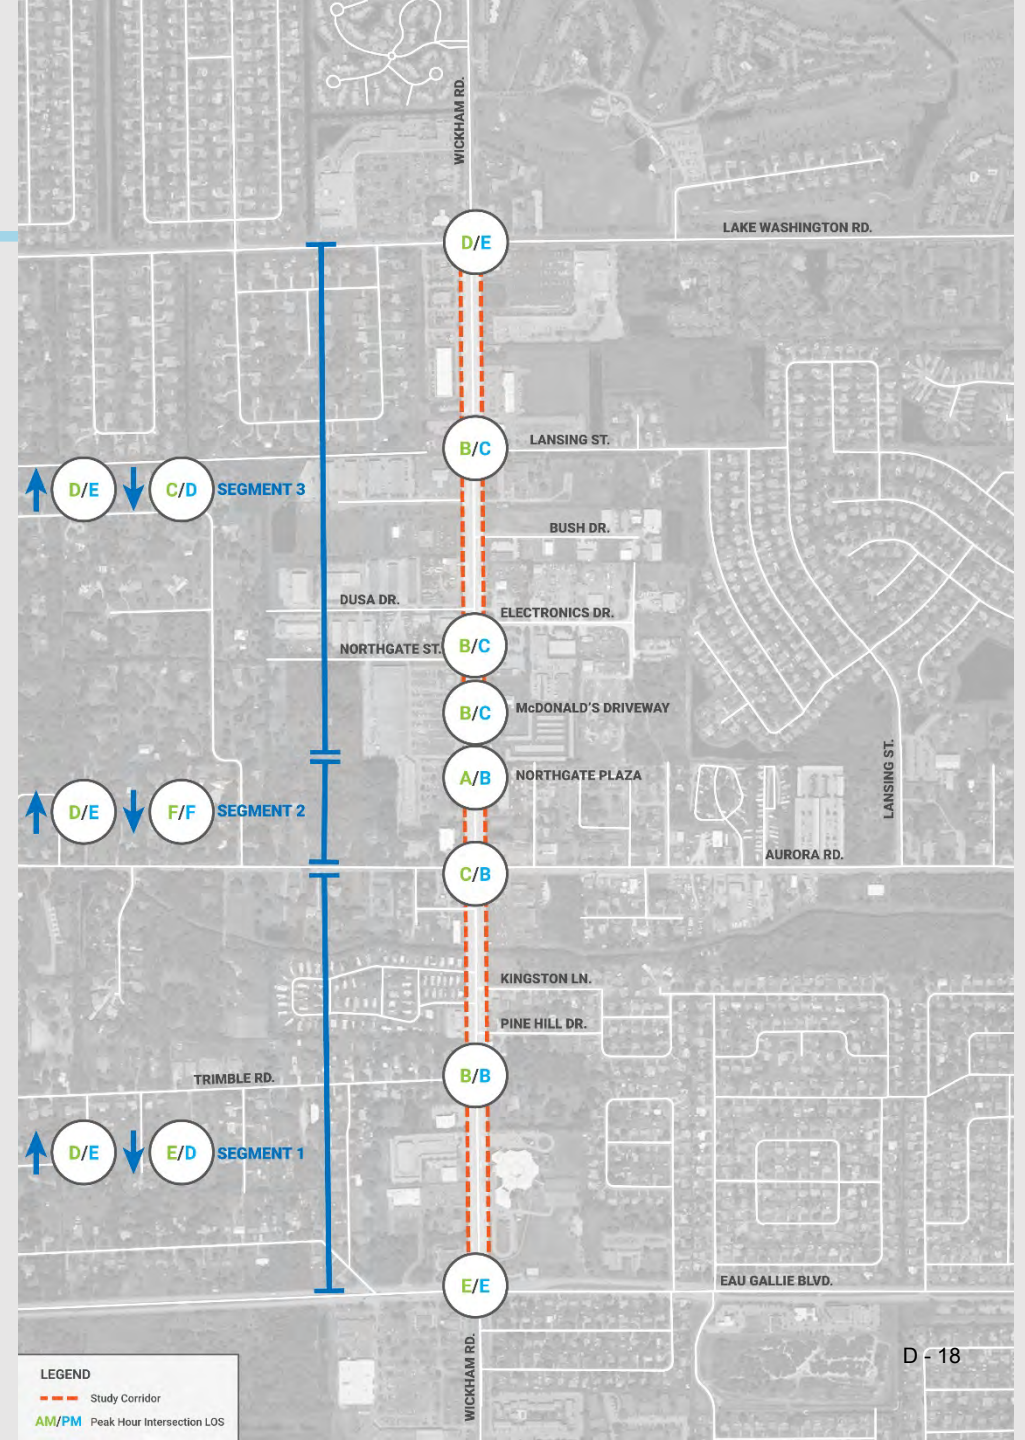 WICKHAM RD.
LAKE WASHINGTON RD.
D/E
LANSING ST.
B/C
D/E
C/D
SEGMENT 3
BUSH DR.
DUSA DR.
ELECTRONICS DR.
NORTHGATE ST.
B/C
McDONALD'S DRIVEWAY
B/C
NORTHGATE PLAZA
A/B
LANSING ST.
D/E
F/F
SEGMENT 2
AURORA RD.
C/B
KINGSTON LN.
PINE HILL DR.
B/B
TRIMBLE RD.
D/E
E/D
SEGMENT 1
EAU GALLIE BLVD.
E/E
WICKHAM RD.
D - 18
LEGEND
Study Corridor
AM/PM Peak Hour Intersection LOS